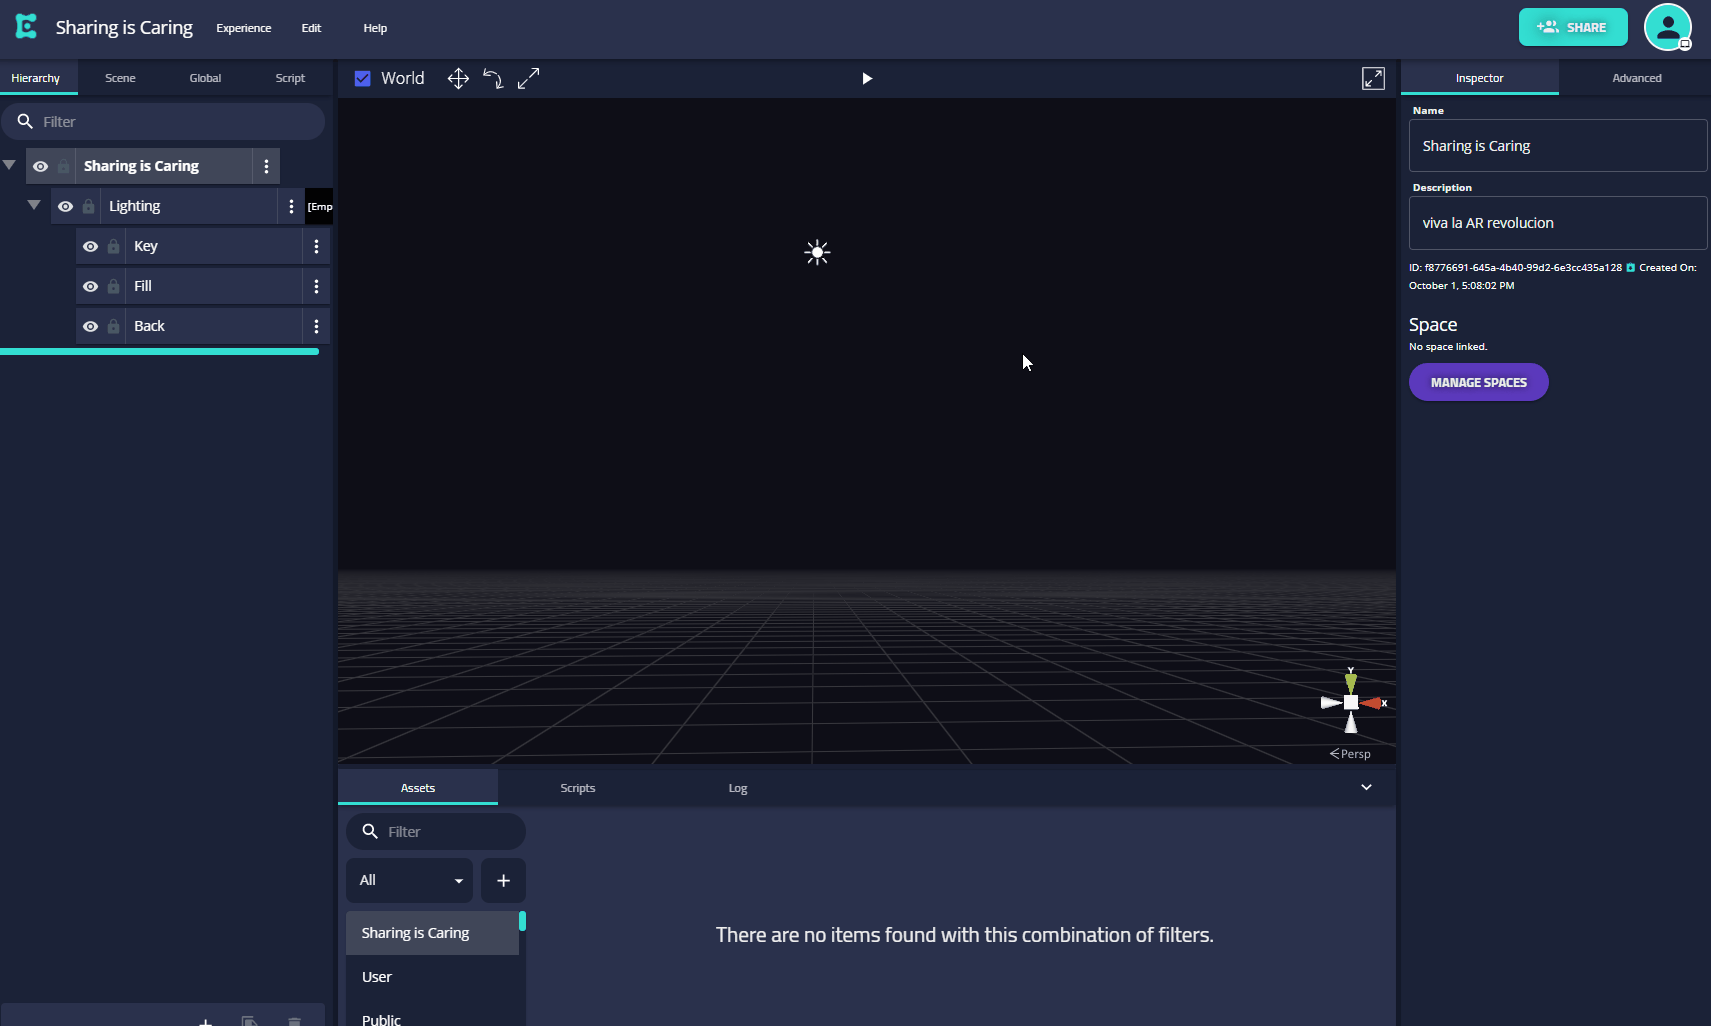 Sharing is Caring
Experience
Edit
Help
SHARE
Hierarchy
Scene
Global
Script
World
Inspector
Advanced
Filter
Sharing is Caring
Lighting
[Emp
Key
Fill
Back
Name
Sharing is Caring
Description
viva la AR revolucion
ID: f8776691-645a-4b40-99d2-6e3cc435a128 Created On:
October 1, 5:08:02 PM
Space
No space linked.
MANAGE SPACES
Y
X
Persp
Assets
Scripts
Log
Filter
All
Sharing is Caring
User
Public
There are no items found with this combination of filters.